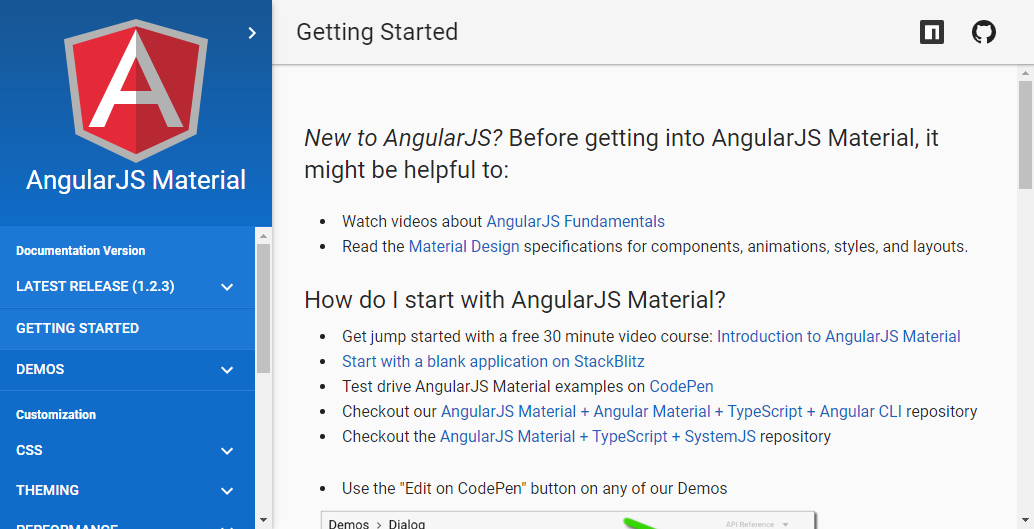 AngularJS Material
Documentation Version
LATEST RELEASE (1.2.3)
GETTING STARTED
DEMOS
Customization
CSS
THEMING
PERFORMANCE
Getting Started
New to AngularJS? Before getting into AngularJS Material, it
might be helpful to:
• Watch videos about AngularJS Fundamentals
• Read the Material Design specifications for components, animations, styles, and layouts.
How do I start with AngularJS Material?
• Get jump started with a free 30 minute video course: Introduction to AngularJS Material
• Start with a blank application on StackBlitz
• Test drive AngularJS Material examples on CodePen
• Checkout our AngularJS Material + Angular Material + TypeScript + Angular CLI repository
• Checkout the AngularJS Material + TypeScript + SystemJS repository
• Use the "Edit on CodePen" button on any of our Demos
Demos > Dialog
API Reference